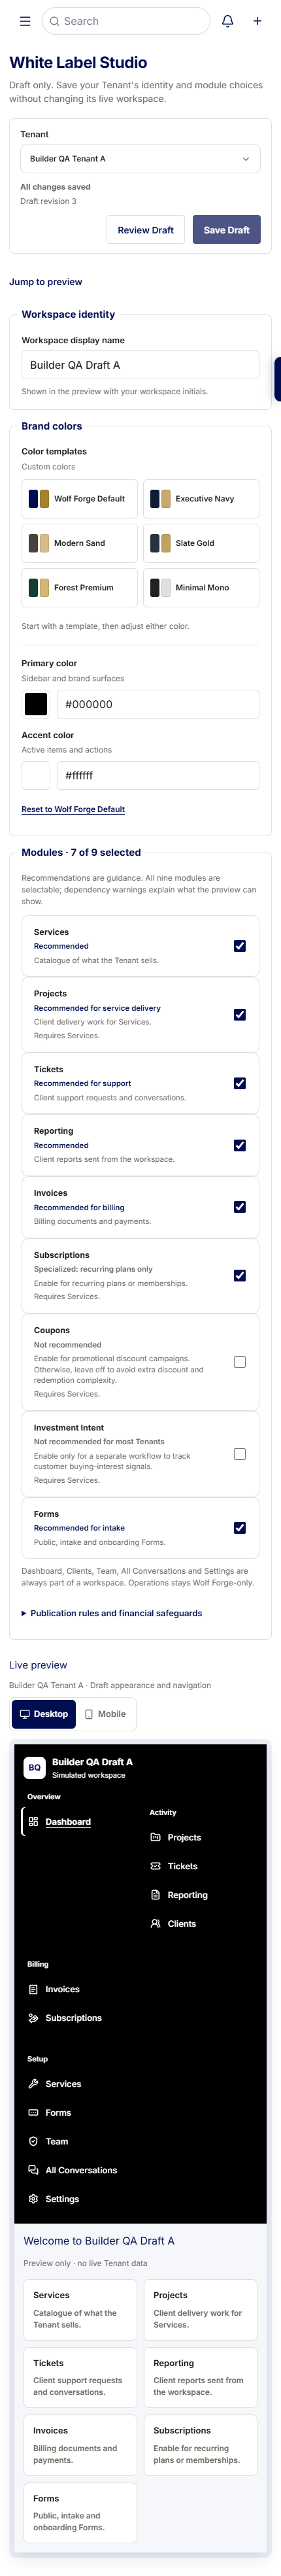 Search
White Label Studio
Draft only. Save your Tenant's identity and module choices
without changing its live workspace.
Tenant
Builder QA Tenant A
All changes saved
Draft revision 3
Review Draft
Save Draft
Jump to preview
Workspace identity
Workspace display name
Builder QA Draft A
Shown in the preview with your workspace initials.
Brand colors
Color templates
Custom colors
Wolf Forge Default
Executive Navy
Modern Sand
Slate Gold
Forest Premium
Minimal Mono
Start with a template, then adjust either color.
Primary color
Sidebar and brand surfaces
#000000
Accent color
Active items and actions
#ffffff
Reset to Wolf Forge Default
Modules · 7 of 9 selected
Recommendations are guidance. All nine modules are
selectable; dependency warnings explain what the preview can
show.
Services
Recommended
Catalogue of what the Tenant sells.
Projects
Recommended for service delivery
Client delivery work for Services.
Requires Services.
Tickets
Recommended for support
Client support requests and conversations.
Reporting
Recommended
Client reports sent from the workspace.
Invoices
Recommended for billing
Billing documents and payments.
Subscriptions
Specialized: recurring plans only
Enable for recurring plans or memberships.
Requires Services.
Coupons
Not recommended
Enable for promotional discount campaigns.
Otherwise, leave off to avoid extra discount and
redemption complexity.
Requires Services.
Investment Intent
Not recommended for most Tenants
Enable only for a separate workflow to track
customer buying-interest signals.
Requires Services.
Forms
Recommended for intake
Public, intake and onboarding Forms.
Dashboard, Clients, Team, All Conversations and Settings are
always part of a workspace. Operations stays Wolf Forge-only.
Publication rules and financial safeguards
Live preview
Builder QA Tenant A · Draft appearance and navigation
Desktop
Mobile
BQ
Builder QA Draft A
Simulated workspace
Overview
Dashboard
Activity
Projects
Tickets
Reporting
Clients
Billing
Invoices
Subscriptions
Setup
Services
Forms
Team
All Conversations
Settings
Welcome to Builder QA Draft A
Preview only · no live Tenant data
Services
Catalogue of what the
Tenant sells.
Projects
Client delivery work for
Services.
Tickets
Client support requests
and conversations.
Reporting
Client reports sent from
the workspace.
Invoices
Billing documents and
payments.
Subscriptions
Enable for recurring
plans or memberships.
Forms
Public, intake and
onboarding Forms.